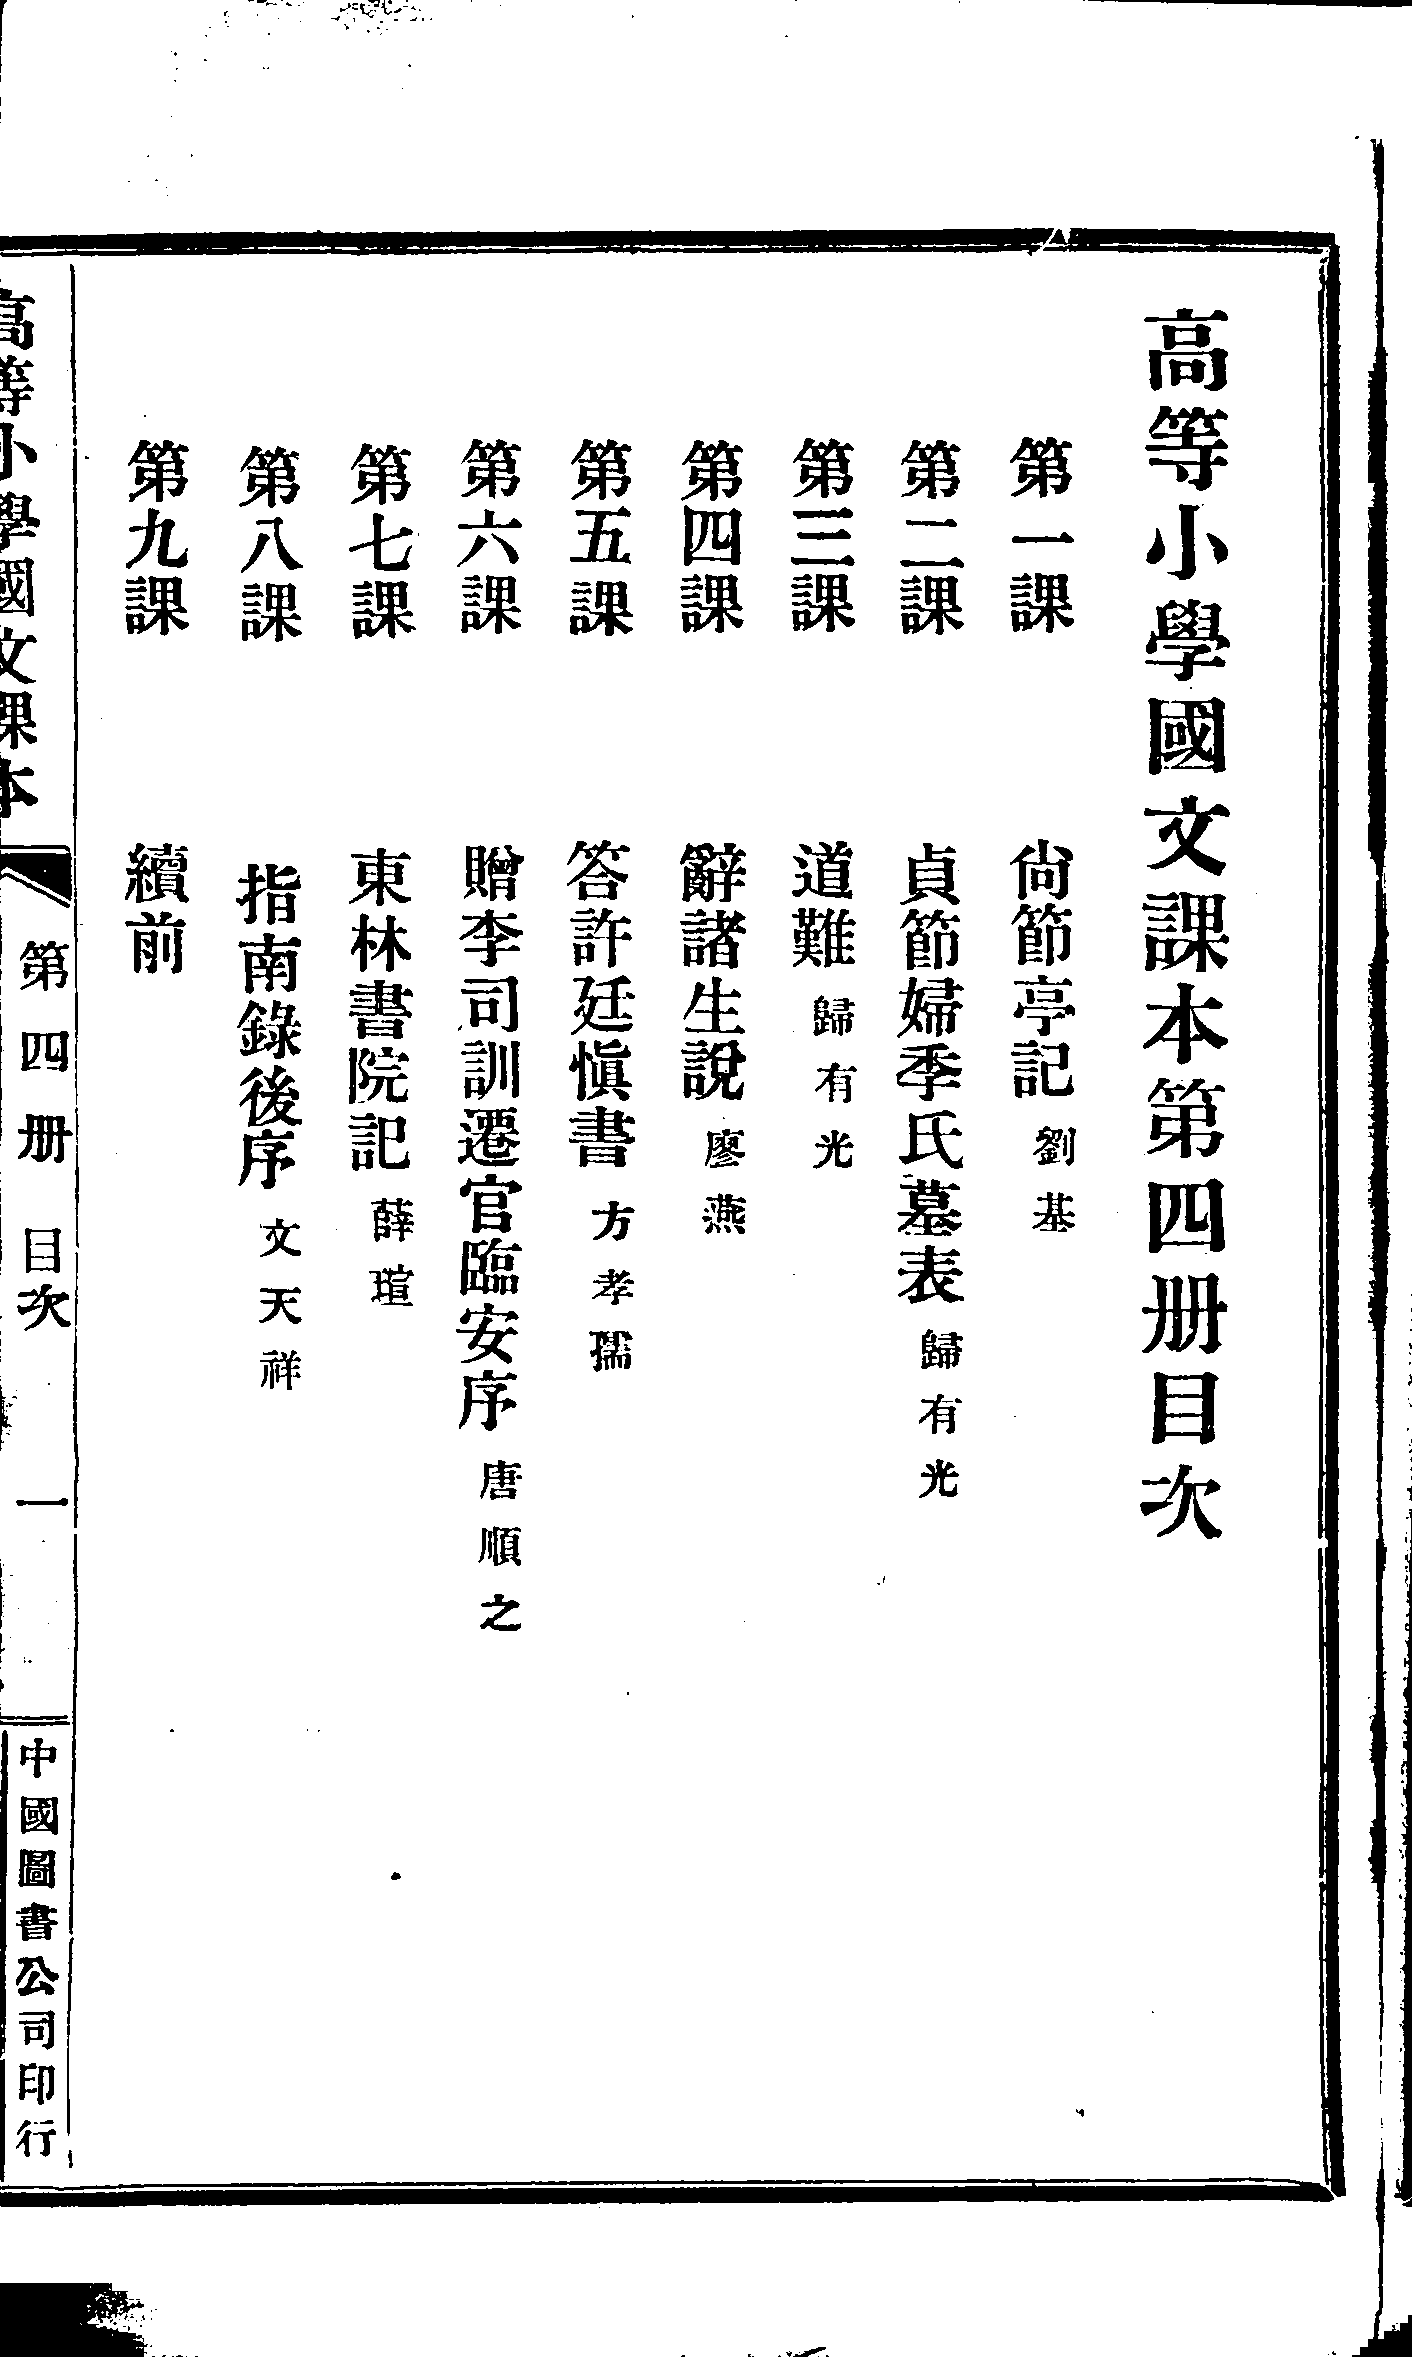 高等小學國文課本第四册目次
第一課 尙節亭記 劉基
第二課 貞節婦季氏墓表 歸有光
第三課 道難 歸有光
第四課 辭諸生說 廖燕
第五課 答許廷愼書 方孝孺
第六課 贈李司訓遷官臨安序 唐順之
第七課 東林書院記 薛瑄
第八課 指南錄後序 文天祥
第九課 續前
高等小學國文課本 第四册 目次 一 中國圖書公司印行